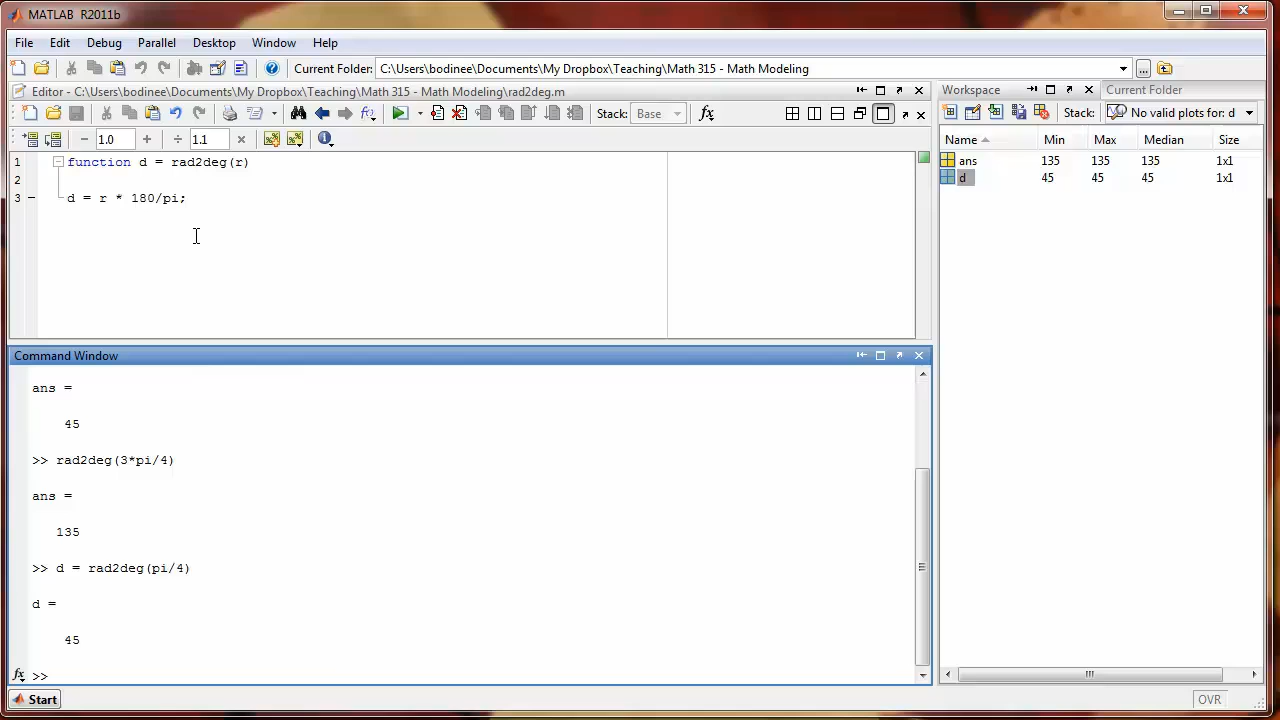 MATLAB R2011b
File Edit Debug Parallel Desktop Window Help
Current Folder: C:\Users\bodinee\Documents\My Dropbox\Teaching\Math 315 - Math Modeling ...
Editor - C:\Users\bodinee\Documents\My Dropbox\Teaching\Math 315 - Math Modeling\rad2deg.m
Stack: Base fx
− 1.0 + ÷ 1.1 ×
1 function d = rad2deg(r)
2
3 d = r * 180/pi;
Command Window
ans =
45
>> rad2deg(3*pi/4)
ans =
135
>> d = rad2deg(pi/4)
d =
45
fx >>
Workspace Current Folder
Stack: No valid plots for: d
Name Min Max Median Size
ans 135 135 135 1x1
d 45 45 45 1x1
Start
OVR